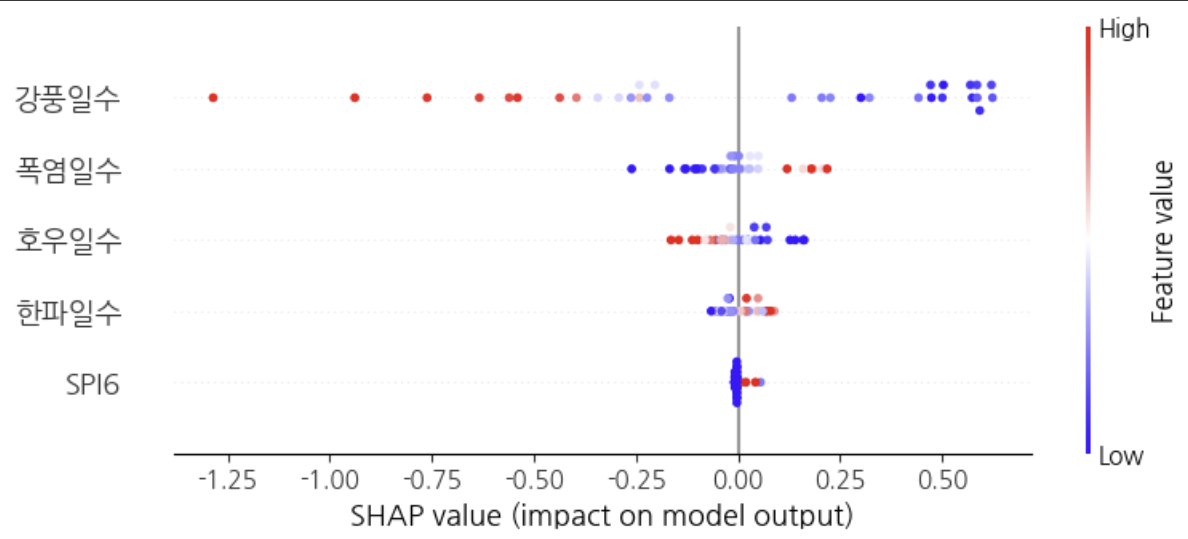 High
강풍일수
폭염일수
호우일수
한파일수
SPI6
Feature value
Low
-1.25 -1.00 -0.75 -0.50 -0.25 0.00 0.25 0.50
SHAP value (impact on model output)